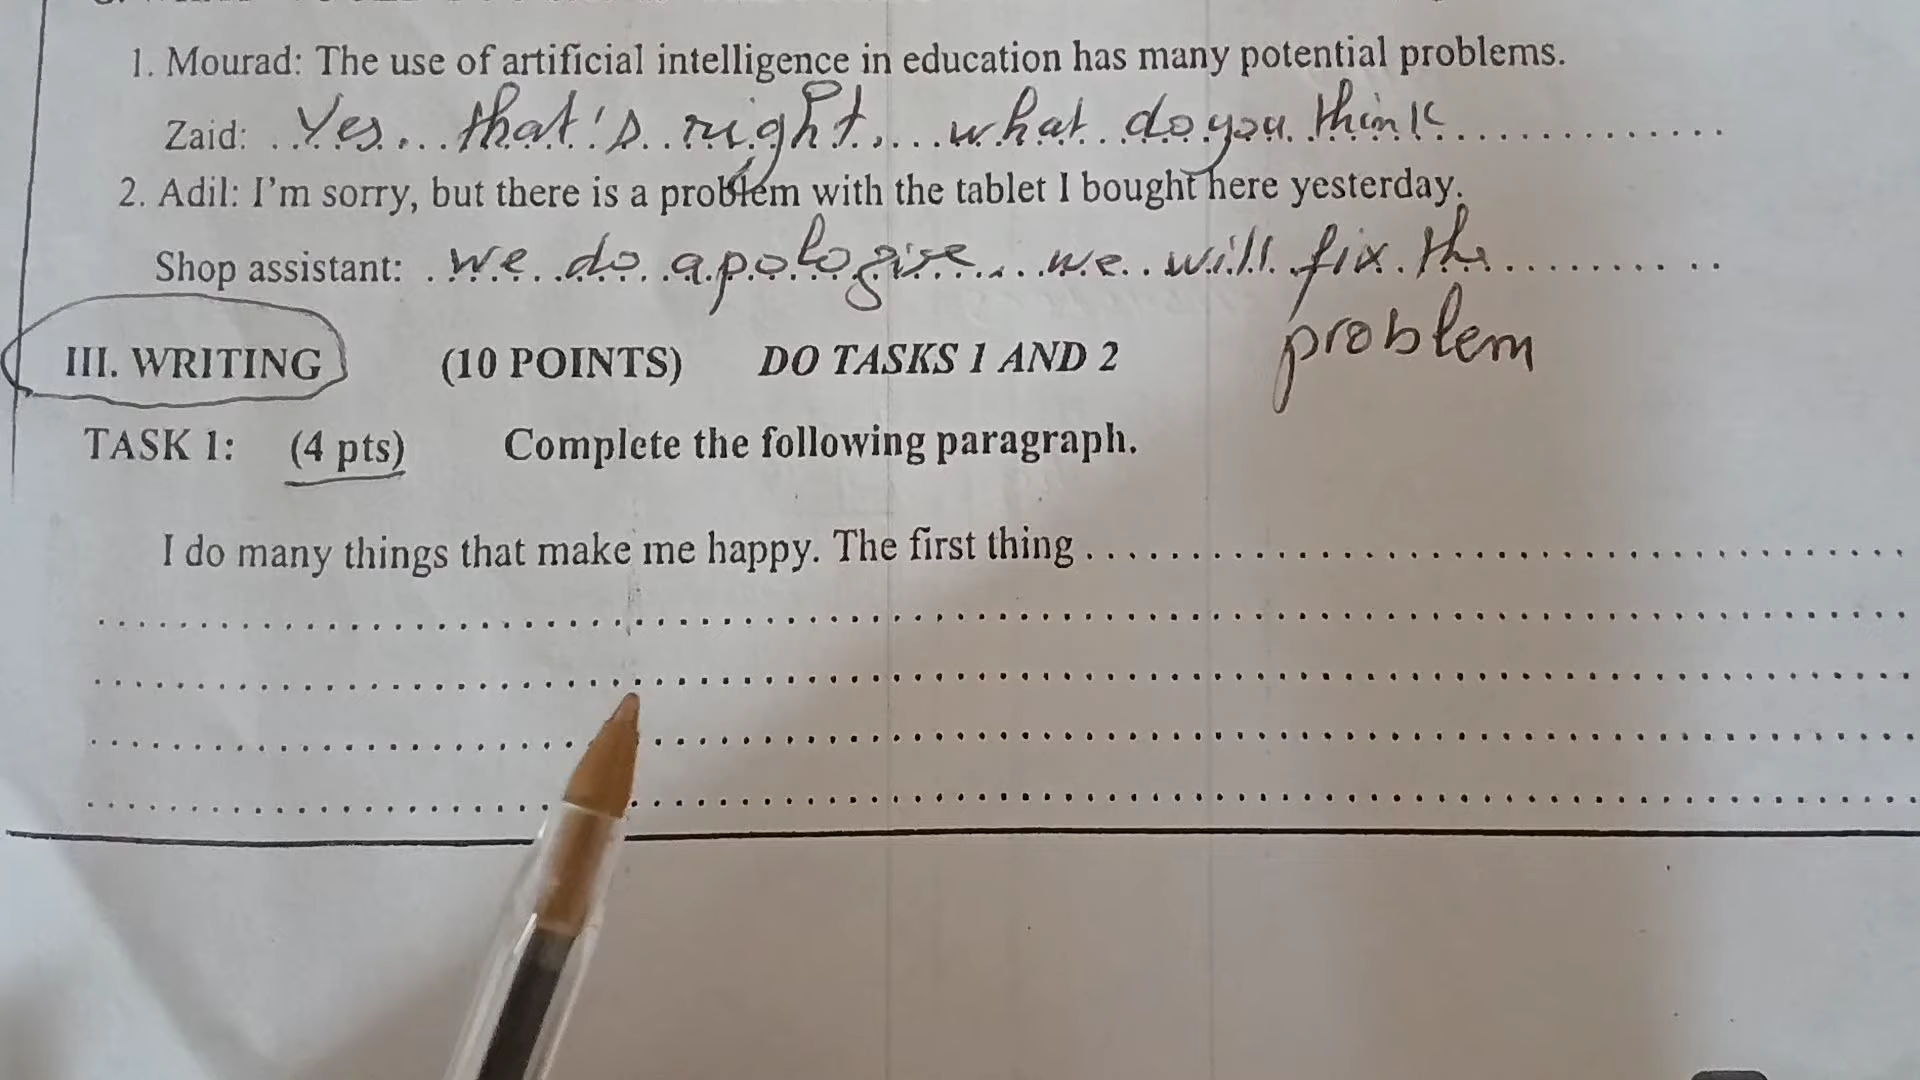 1. Mourad: The use of artificial intelligence in education has many potential problems.
Zaid: ..Yes....that's..right....what..do.you.think................
2. Adil: I'm sorry, but there is a problem with the tablet I bought here yesterday.
Shop assistant: .we..do..apologise....we..will.fix.the............
problem
III. WRITING (10 POINTS) DO TASKS 1 AND 2
TASK 1: (4 pts) Complete the following paragraph.
I do many things that make me happy. The first thing ........................................